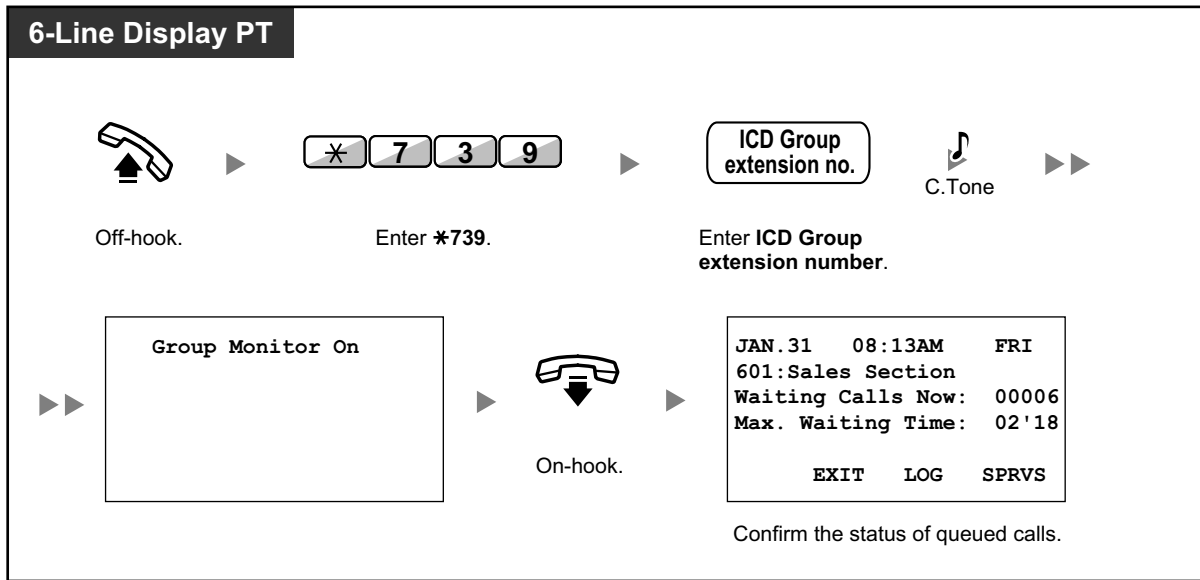 6-Line Display PT
✳ 7 3 9
ICD Group
extension no.
C.Tone
Off-hook.
Enter ✳739.
Enter ICD Group
extension number.
Group Monitor On
On-hook.
JAN.31 08:13AM FRI
601:Sales Section
Waiting Calls Now: 00006
Max. Waiting Time: 02'18
EXIT LOG SPRVS
Confirm the status of queued calls.